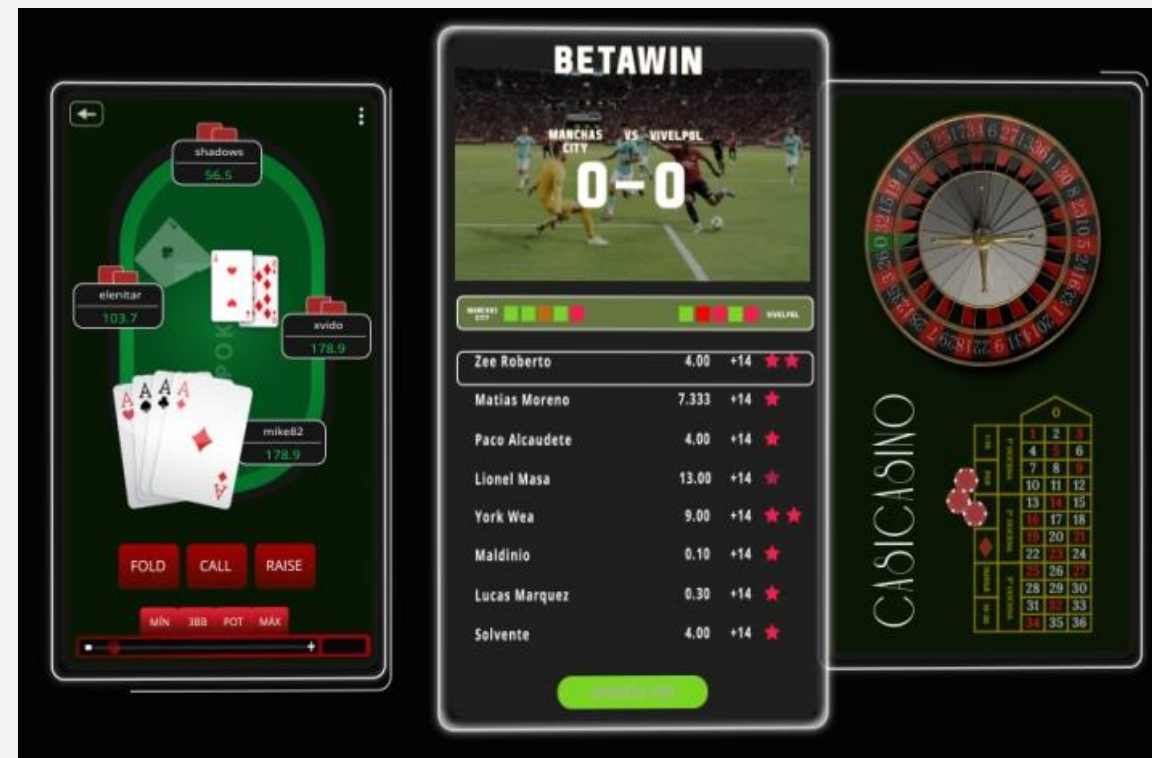 shadows
56.5
elenitar
103.7
xvido
178.9
POK
A A A A
A
mike82
178.9
FOLD CALL RAISE
MÍN 3BB POT MÁX
BETAWIN
MANCHAS VS VIVELPOL
CITY
0-0
MANCHAS
CITY
VIVELPOL
Zee Roberto 4.00 +14
Matias Moreno 7.333 +14
Paco Alcaudete 4.00 +14
Lionel Masa 13.00 +14
York Wea 9.00 +14
Maldinio 0.10 +14
Lucas Marquez 0.30 +14
Solvente 4.00 +14
CASICASINO
0
1 2 3
4 5 6
7 8 9
10 11 12
13 14 15
16 17 18
19 20 21
22 23 24
25 26 27
28 29 30
31 32 33
34 35 36